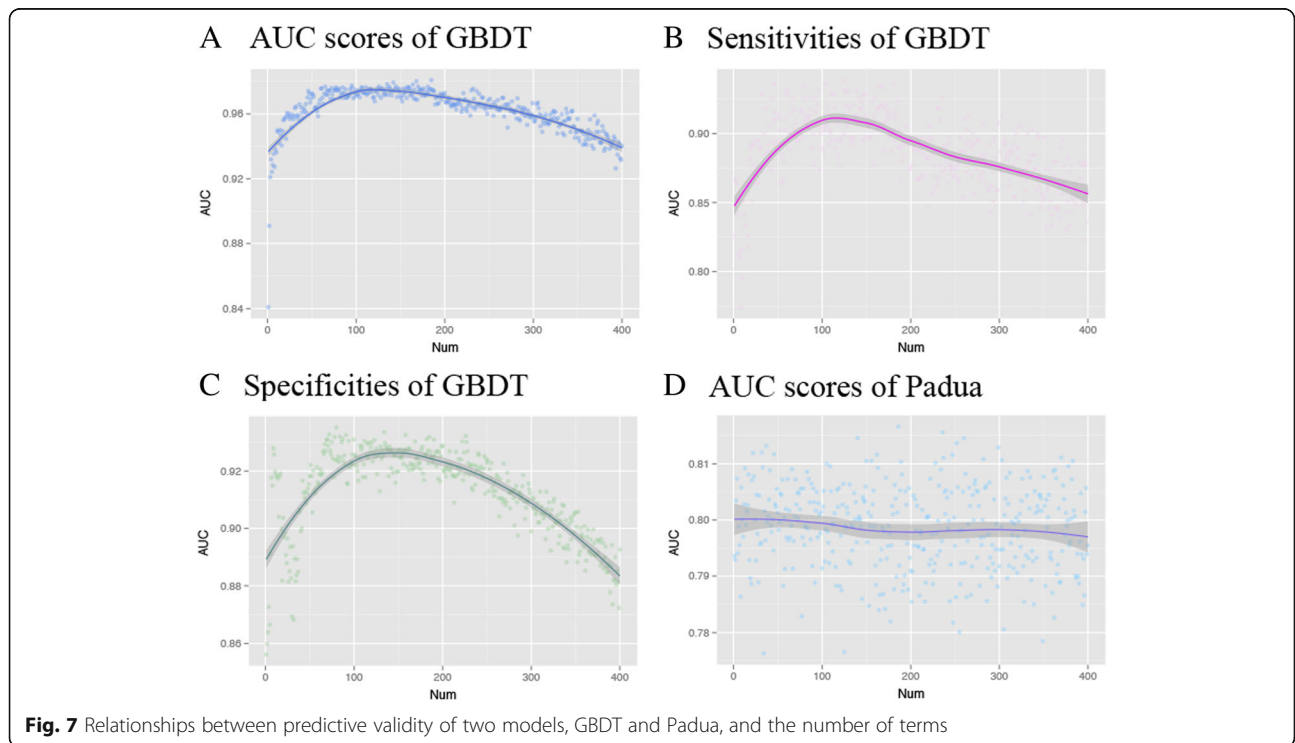 A AUC scores of GBDT
0.96
0.92
0.88
0.84
AUC
0
100
200
300
400
Num
B Sensitivities of GBDT
0.90
0.85
0.80
AUC
0
100
200
300
400
Num
C Specificities of GBDT
0.92
0.90
0.88
0.86
AUC
0
100
200
300
400
Num
D AUC scores of Padua
0.81
0.80
0.79
0.78
AUC
0
100
200
300
400
Num
Fig. 7 Relationships between predictive validity of two models, GBDT and Padua, and the number of terms